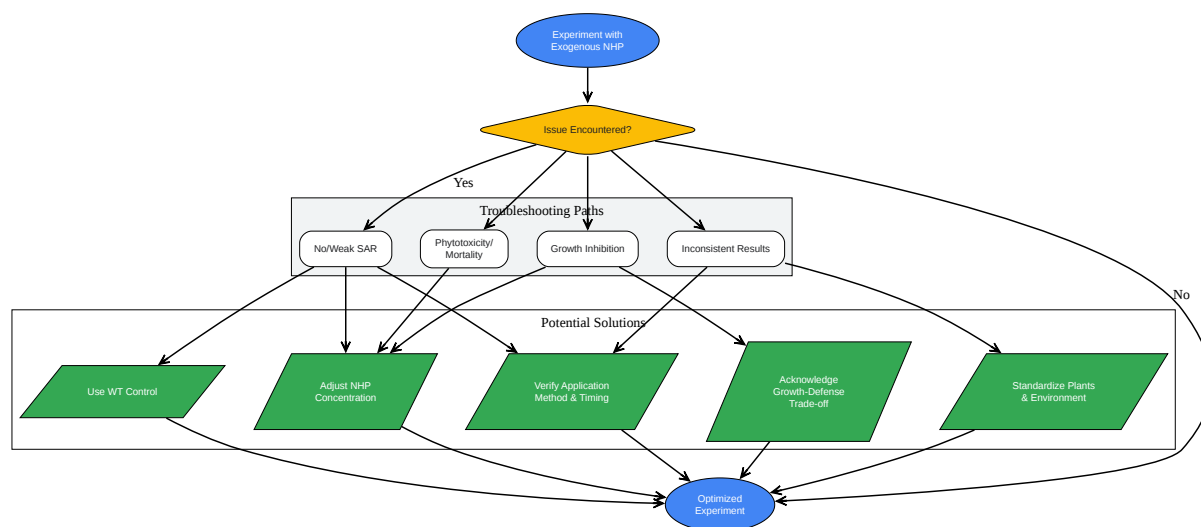 Experiment with
Exogenous NHP
Issue Encountered?
Yes
Troubleshooting Paths
No/Weak SAR
Phytotoxicity/
Mortality
Growth Inhibition
Inconsistent Results
No
Potential Solutions
Use WT Control
Adjust NHP
Concentration
Verify Application
Method & Timing
Acknowledge
Growth-Defense
Trade-off
Standardize Plants
& Environment
Optimized
Experiment